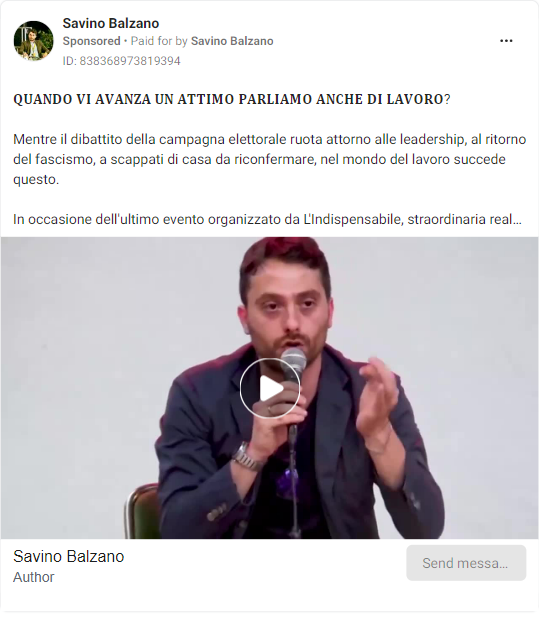 Savino Balzano
Sponsored • Paid for by Savino Balzano
ID: 838368973819394
QUANDO VI AVANZA UN ATTIMO PARLIAMO ANCHE DI LAVORO?
Mentre il dibattito della campagna elettorale ruota attorno alle leadership, al ritorno
del fascismo, a scappati di casa da riconfermare, nel mondo del lavoro succede
questo.
In occasione dell'ultimo evento organizzato da L'Indispensabile, straordinaria real...
Savino Balzano
Author
Send messa...